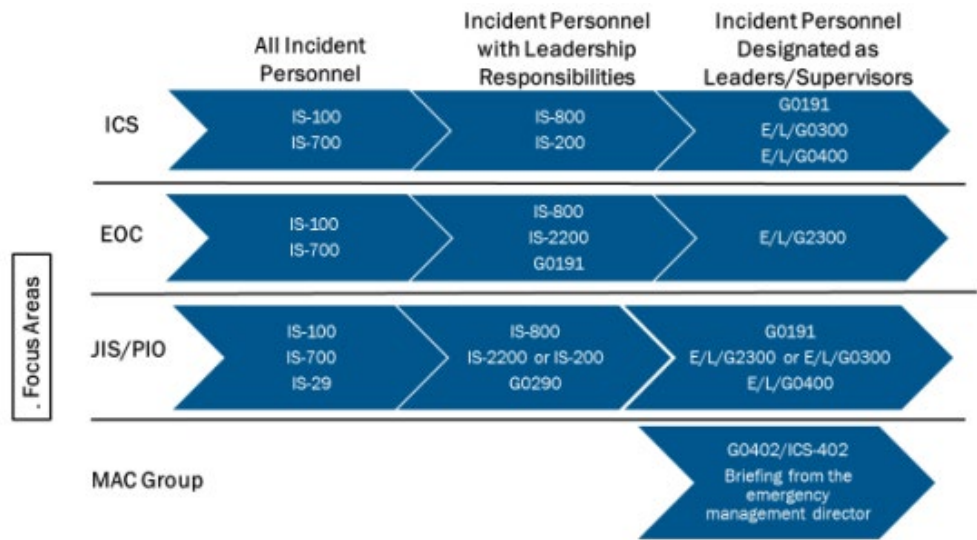 All Incident
Personnel
Incident Personnel
with Leadership
Responsibilities
Incident Personnel
Designated as
Leaders/Supervisors
ICS
IS-100
IS-700
IS-800
IS-200
G0191
E/L/G0300
E/L/G0400
EOC
IS-100
IS-700
IS-800
IS-2200
G0191
E/L/G2300
. Focus Areas
JIS/PIO
IS-100
IS-700
IS-29
IS-800
IS-2200 or IS-200
G0290
G0191
E/L/G2300 or E/L/G0300
E/L/G0400
MAC Group
G0402/ICS-402
Briefing from the
emergency
management director